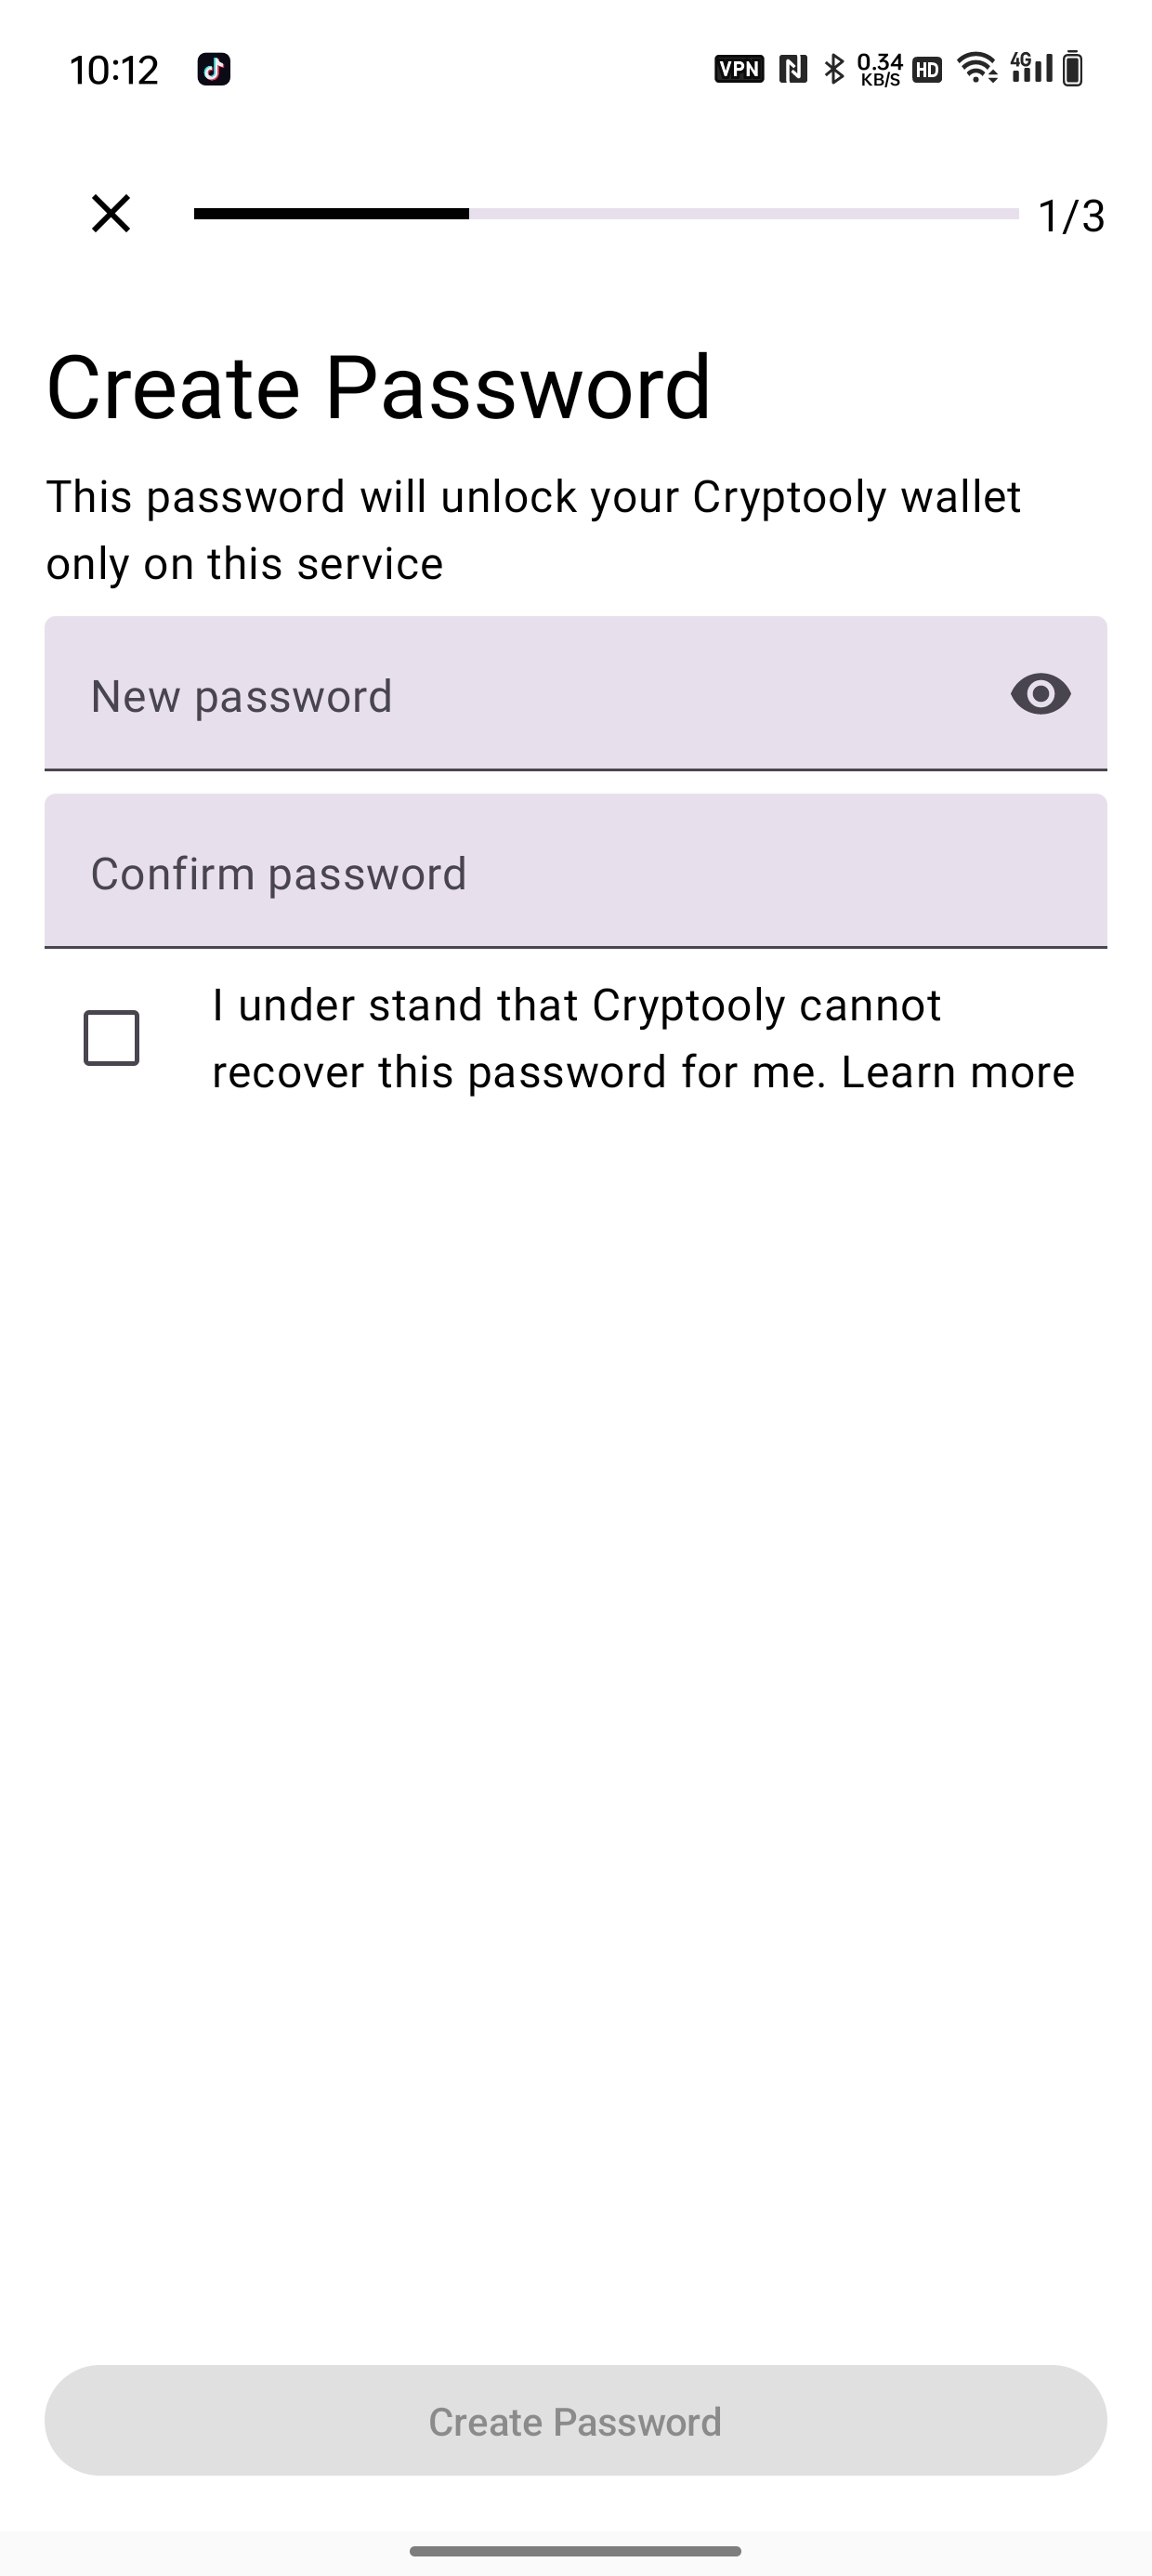 10:12
VPN
0.34
KB/S
HD
4G
1/3
Create Password
This password will unlock your Cryptooly wallet
only on this service
New password
Confirm password
I under stand that Cryptooly cannot
recover this password for me. Learn more
Create Password